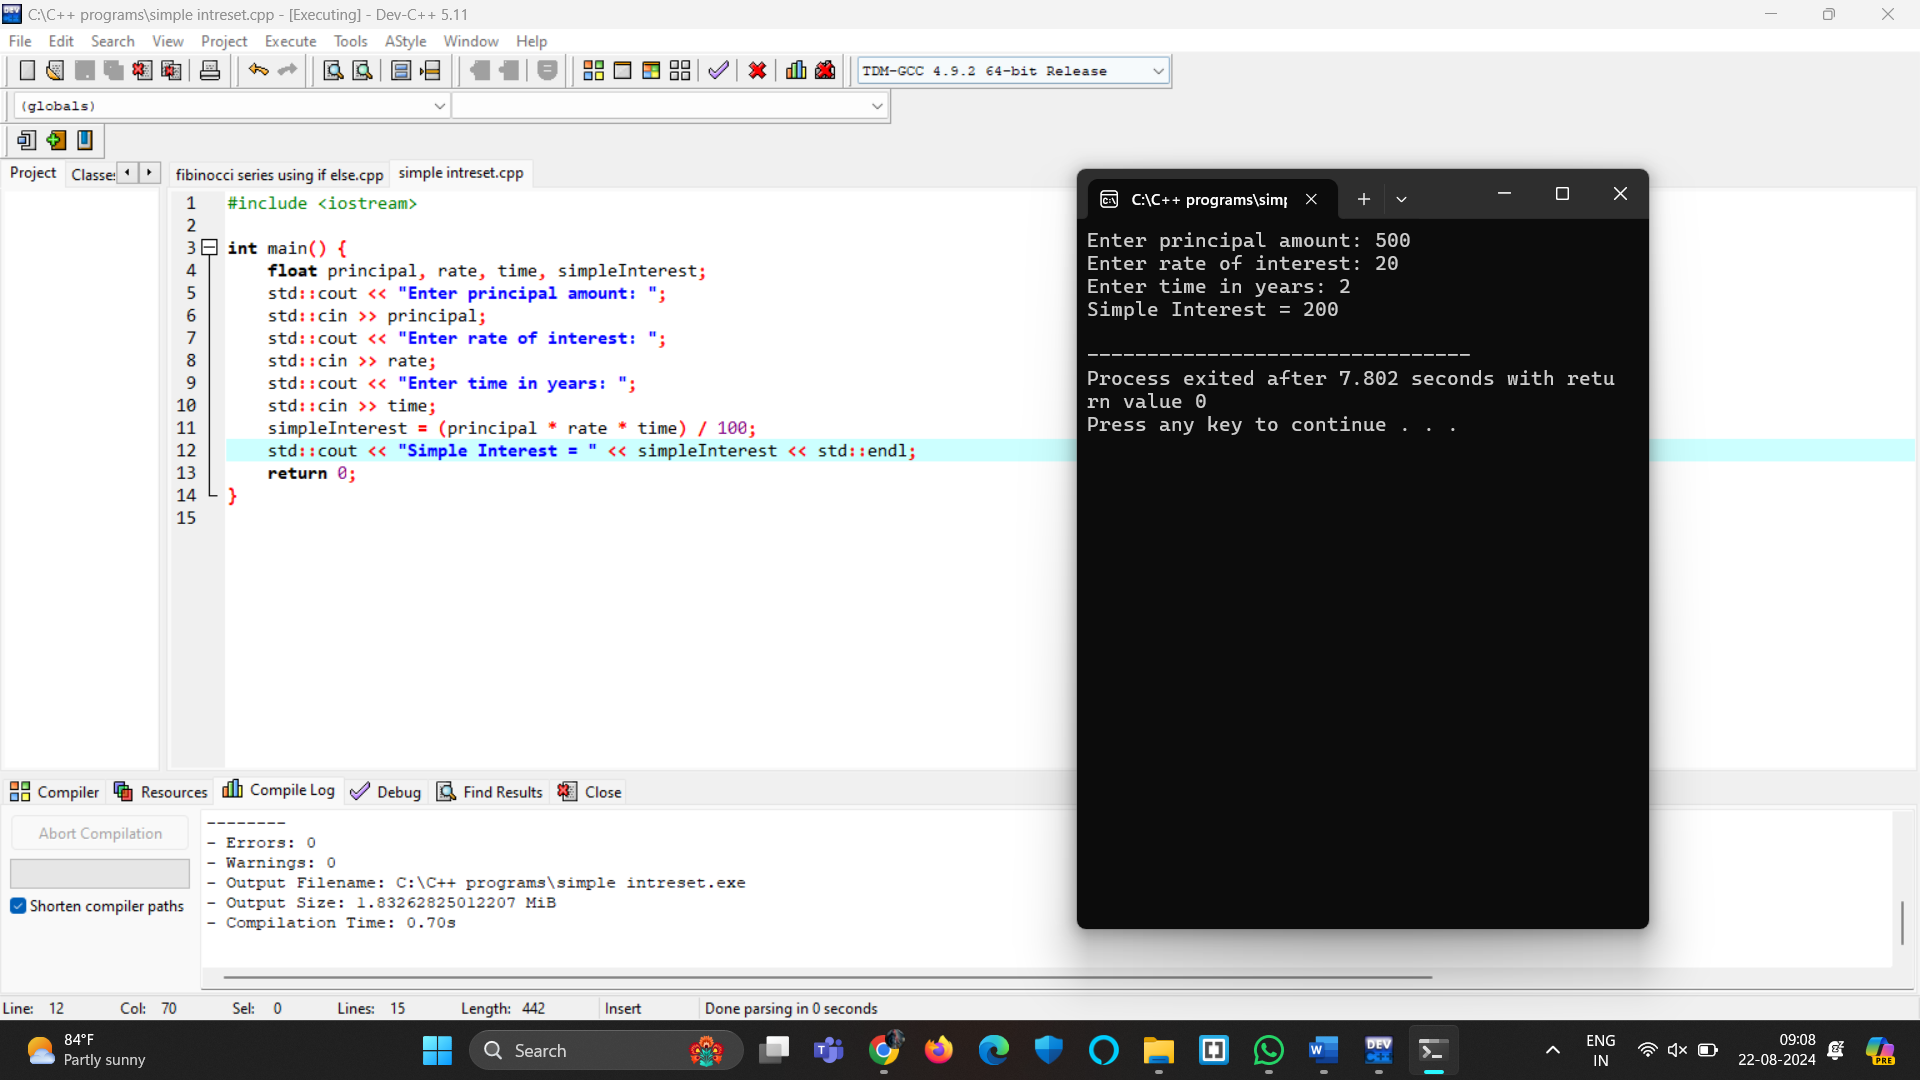 C:\C++ programs\simple intreset.cpp - [Executing] - Dev-C++ 5.11
File Edit Search View Project Execute Tools AStyle Window Help
TDM-GCC 4.9.2 64-bit Release
(globals)
Project Classes fibinocci series using if else.cpp simple intreset.cpp
1 #include <iostream>
2
3 int main() {
4 float principal, rate, time, simpleInterest;
5 std::cout << "Enter principal amount: ";
6 std::cin >> principal;
7 std::cout << "Enter rate of interest: ";
8 std::cin >> rate;
9 std::cout << "Enter time in years: ";
10 std::cin >> time;
11 simpleInterest = (principal * rate * time) / 100;
12 std::cout << "Simple Interest = " << simpleInterest << std::endl;
13 return 0;
14 }
15
C:\C++ programs\simp
Enter principal amount: 500
Enter rate of interest: 20
Enter time in years: 2
Simple Interest = 200
--------------------------------
Process exited after 7.802 seconds with retu
rn value 0
Press any key to continue . . .
Compiler Resources Compile Log Debug Find Results Close
Abort Compilation
Shorten compiler paths
--------
- Errors: 0
- Warnings: 0
- Output Filename: C:\C++ programs\simple intreset.exe
- Output Size: 1.83262825012207 MiB
- Compilation Time: 0.70s
Line: 12 Col: 70 Sel: 0 Lines: 15 Length: 442 Insert Done parsing in 0 seconds
84°F
Partly sunny
Search
ENG
IN
09:08
22-08-2024
PRE